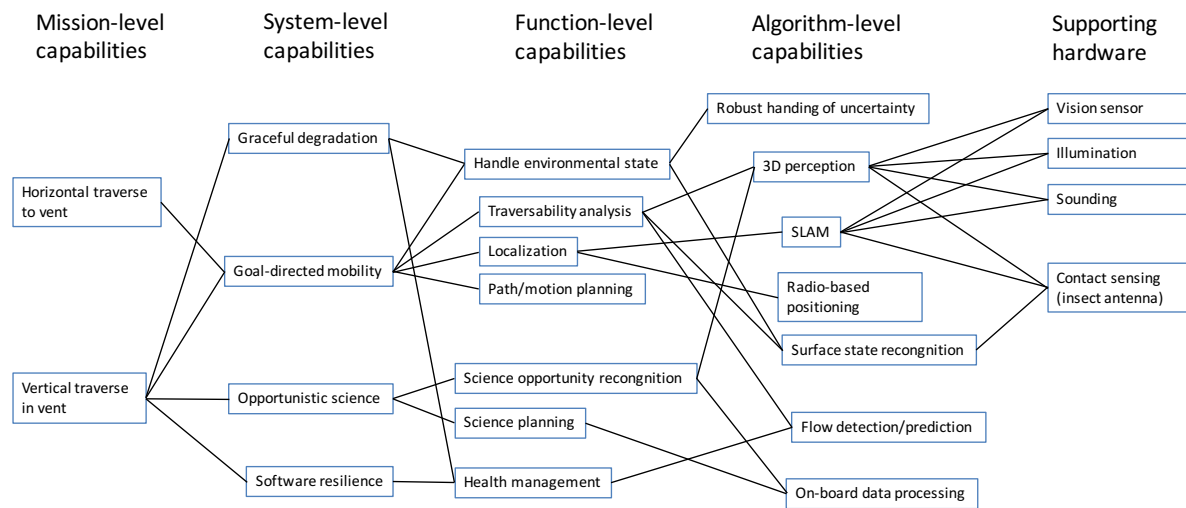 Mission-level
capabilities
System-level
capabilities
Function-level
capabilities
Algorithm-level
capabilities
Supporting
hardware
Horizontal traverse
to vent
Vertical traverse
in vent
Graceful degradation
Goal-directed mobility
Opportunistic science
Software resilience
Handle environmental state
Traversability analysis
Localization
Path/motion planning
Science opportunity recongnition
Science planning
Health management
Robust handing of uncertainty
3D perception
SLAM
Radio-based
positioning
Surface state recongnition
Flow detection/prediction
On-board data processing
Vision sensor
Illumination
Sounding
Contact sensing
(insect antenna)